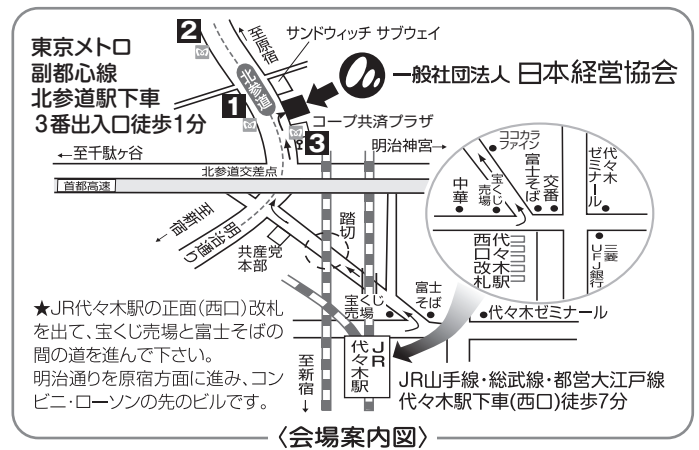 東京メトロ
副都心線
北参道駅下車
3番出入口徒歩1分
2
至原宿
サンドウィッチ サブウェイ
北参道
一般社団法人 日本経営協会
1
コープ共済プラザ
3
←至千駄ヶ谷
明治神宮→
北参道交差点
首都高速
至新宿
明治通り
共産党
本部
踏切
宝くじ
売場
富士
そば
ココカラ
ファイン
中華
宝くじ
売場
富士そば
交番
代々木
ゼミナール
代々木駅
西口改札
三菱
UFJ銀行
●代々木ゼミナール
★JR代々木駅の正面(西口)改札
を出て、宝くじ売場と富士そばの
間の道を進んで下さい。
明治通りを原宿方面に進み、コン
ビニ・ローソンの先のビルです。
至新宿↓
JR
代々木駅
JR山手線・総武線・都営大江戸線
代々木駅下車(西口)徒歩7分
〈会場案内図〉